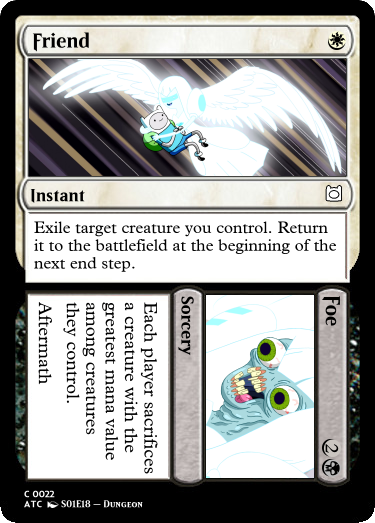 Friend
Instant
Exile target creature you control. Return
it to the battlefield at the beginning of the
next end step.
Foe
2
Sorcery
Each player sacrifices
a creature with the
greatest mana value
among creatures
they control.
Aftermath
C 0022
ATC S01E18 — Dungeon